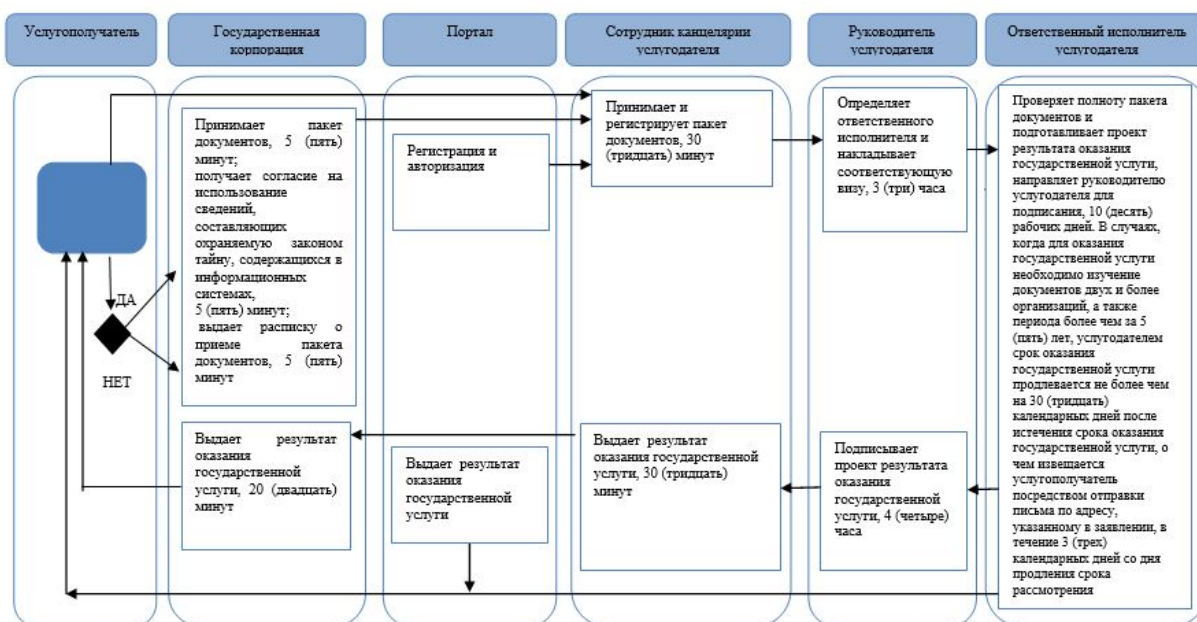 Услугополучатель
Государственная
корпорация
Портал
Сотрудник канцелярии
услугодателя
Руководитель
услугодателя
Ответственный исполнитель
услугодателя
Принимает пакет
документов, 5 (пять)
минут;
получает согласие на
использование
сведений,
составляющих
охраняемую законом
тайну, содержащихся в
информационных
системах,
5 (пять) минут;
выдает расписку о
приеме пакета
документов, 5 (пять)
минут
Регистрация и
авторизация
Принимает и
регистрирует пакет
документов, 30
(тридцать) минут
Определяет
ответственного
исполнителя и
накладывает
соответствующую
визу, 3 (три) часа
Проверяет полноту пакета
документов и
подготавливает проект
результата оказания
государственной услуги,
направляет руководителю
услугодателя для
подписания, 10 (десять)
рабочих дней. В случаях,
когда для оказания
государственной услуги
необходимо изучение
документов двух и более
организаций, а также
периода более чем за 5
(пять) лет, услугодателем
срок оказания
государственной услуги
продлевается не более чем
на 30 (тридцать)
календарных дней после
истечения срока оказания
государственной услуги, о
чем извещается
услугополучатель
посредством отправки
письма по адресу,
указанному в заявлении, в
течение 3 (трех)
календарных дней со дня
продления срока
рассмотрения
ДА
НЕТ
Выдает результат
оказания
государственной
услуги, 20 (двадцать)
минут
Выдает результат
оказания
государственной
услуги
Выдает результат
оказания государственной
услуги, 30 (тридцать)
минут
Подписывает
проект результата
оказания
государственной
услуги, 4 (четыре)
часа